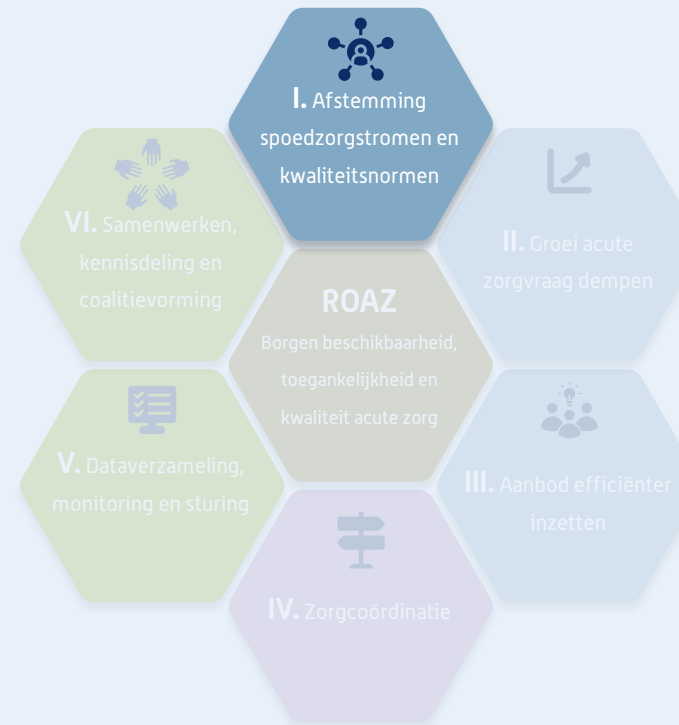 I. Afstemming
spoedzorgstromen en
kwaliteitsnormen
II. Groei acute
zorgvraag dempen
III. Aanbod efficiënter
inzetten
IV. Zorgcoördinatie
V. Dataverzameling,
monitoring en sturing
VI. Samenwerken,
kennisdeling en
coalitievorming
ROAZ
Borgen beschikbaarheid,
toegankelijkheid en
kwaliteit acute zorg